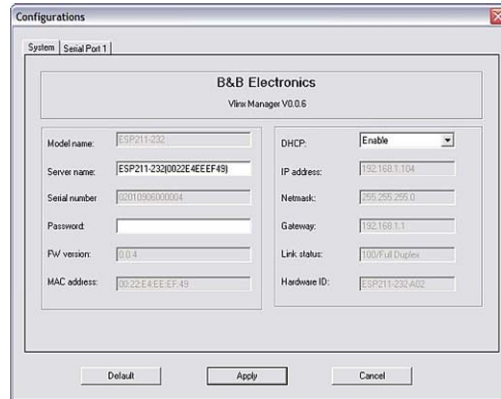 Configurations
System
Serial Port 1
B&B Electronics
Vlinx Manager V0.0.6
Model name: ESP211-232
Server name: ESP211-232(0022E4EEEF49)
Serial number 02010906000004
Password:
FW version: 0.0.4
MAC address: 00:22:E4:EE:EF:49
DHCP: Enable
IP address: 192.168.1.104
Netmask: 255.255.255.0
Gateway: 192.168.1.1
Link status: 100/Full Duplex
Hardware ID: ESP211-232-A02
Default
Apply
Cancel